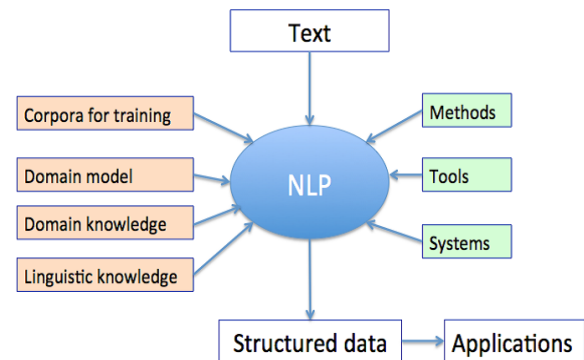 Text
Corpora for training
Methods
Domain model
NLP
Tools
Domain knowledge
Systems
Linguistic knowledge
Structured data
Applications